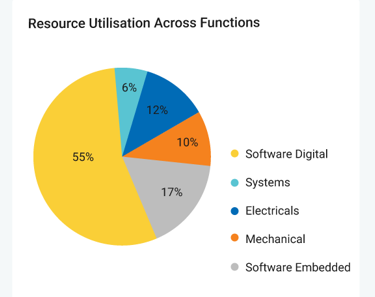 Resource Utilisation Across Functions
6%
12%
10%
55%
17%
Software Digital
Systems
Electricals
Mechanical
Software Embedded